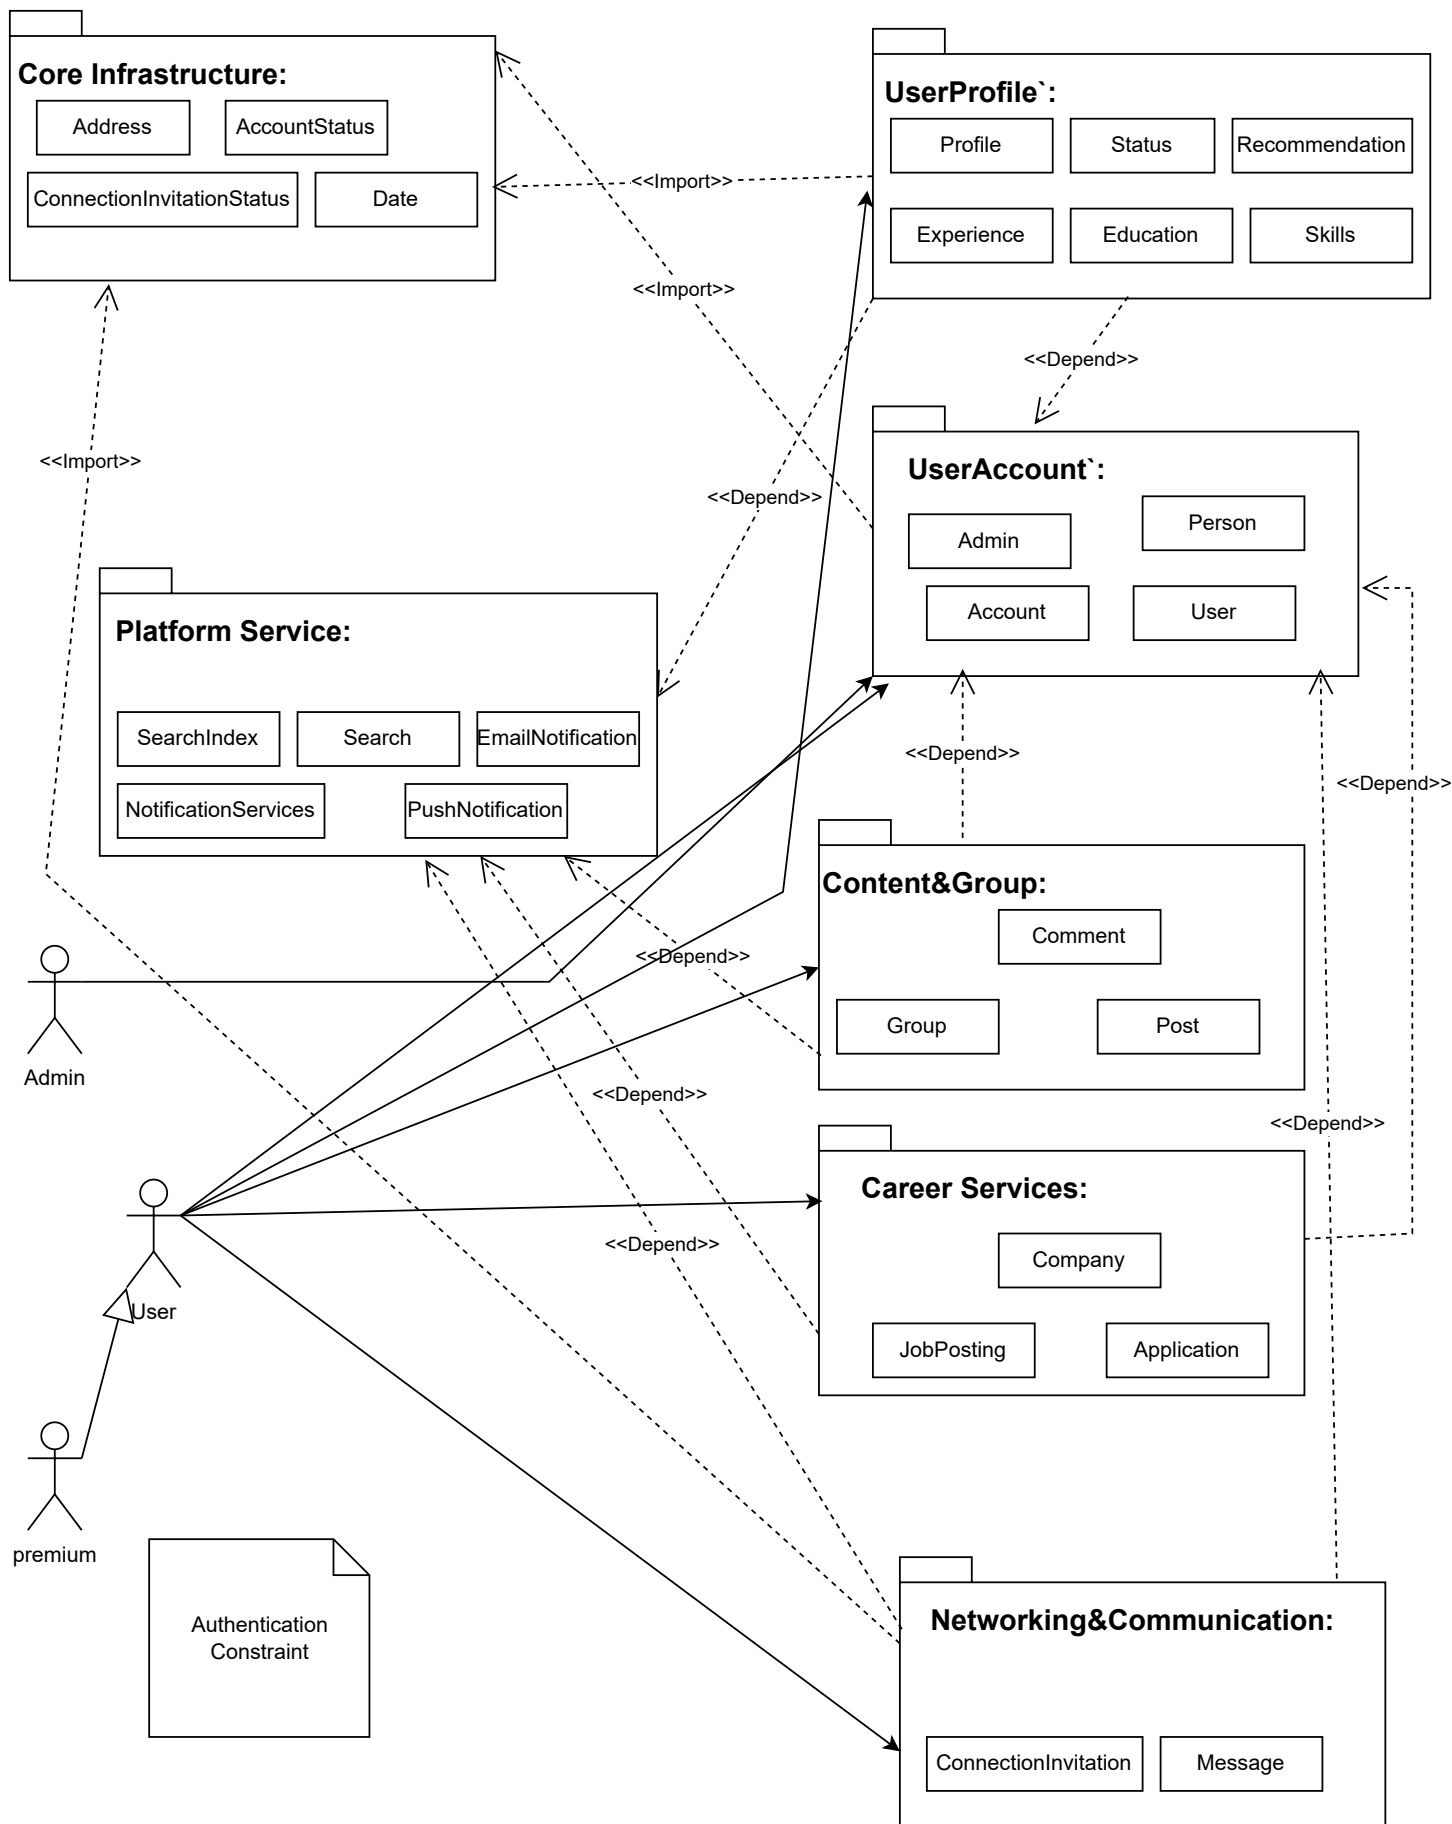 Core Infrastructure:
Address
AccountStatus
ConnectionInvitationStatus
Date
UserProfile`:
Profile
Status
Recommendation
Experience
Education
Skills
<<Import>>
<<Import>>
<<Depend>>
<<Import>>
<<Depend>>
UserAccount`:
Admin
Person
Account
User
Platform Service:
SearchIndex
Search
EmailNotification
NotificationServices
PushNotification
<<Depend>>
<<Depend>>
Content&Group:
Comment
Group
Post
<<Depend>>
Admin
<<Depend>>
<<Depend>>
Career Services:
Company
JobPosting
Application
<<Depend>>
User
premium
Authentication
Constraint
Networking&Communication:
ConnectionInvitation
Message